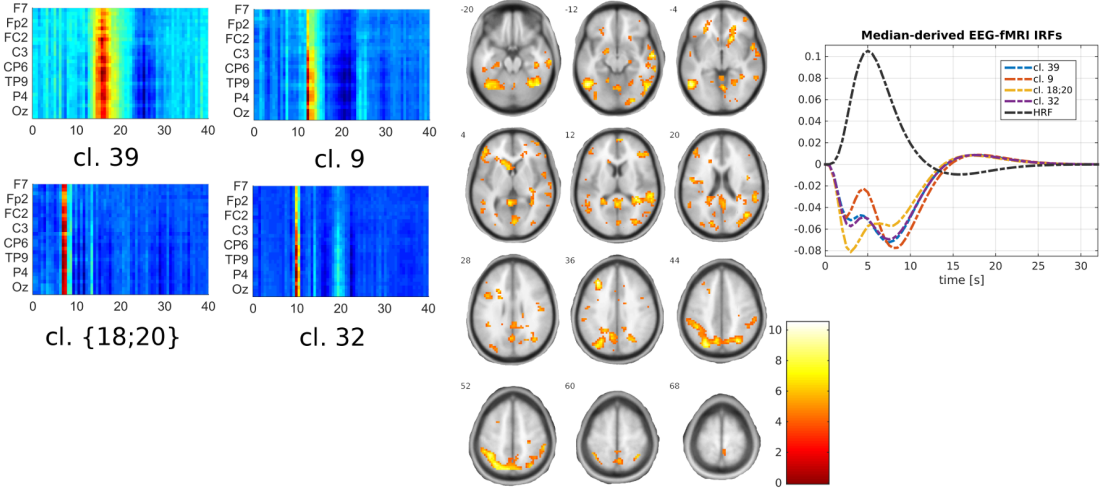 F7
Fp2
FC2
C3
CP6
TP9
P4
Oz
0 10 20 30 40
cl. 39
F7
Fp2
FC2
C3
CP6
TP9
P4
Oz
0 10 20 30 40
cl. 9
F7
Fp2
FC2
C3
CP6
TP9
P4
Oz
0 10 20 30 40
cl. {18;20}
F7
Fp2
FC2
C3
CP6
TP9
P4
Oz
0 10 20 30 40
cl. 32
-20 -12 -4
4 12 20
28 36 44
52 60 68
10
8
6
4
2
0
Median-derived EEG-fMRI IRFs
0.1
0.08
0.06
0.04
0.02
0
-0.02
-0.04
-0.06
-0.08
0 5 10 15 20 25 30
time [s]
cl. 39
cl. 9
cl. 18;20
cl. 32
HRF